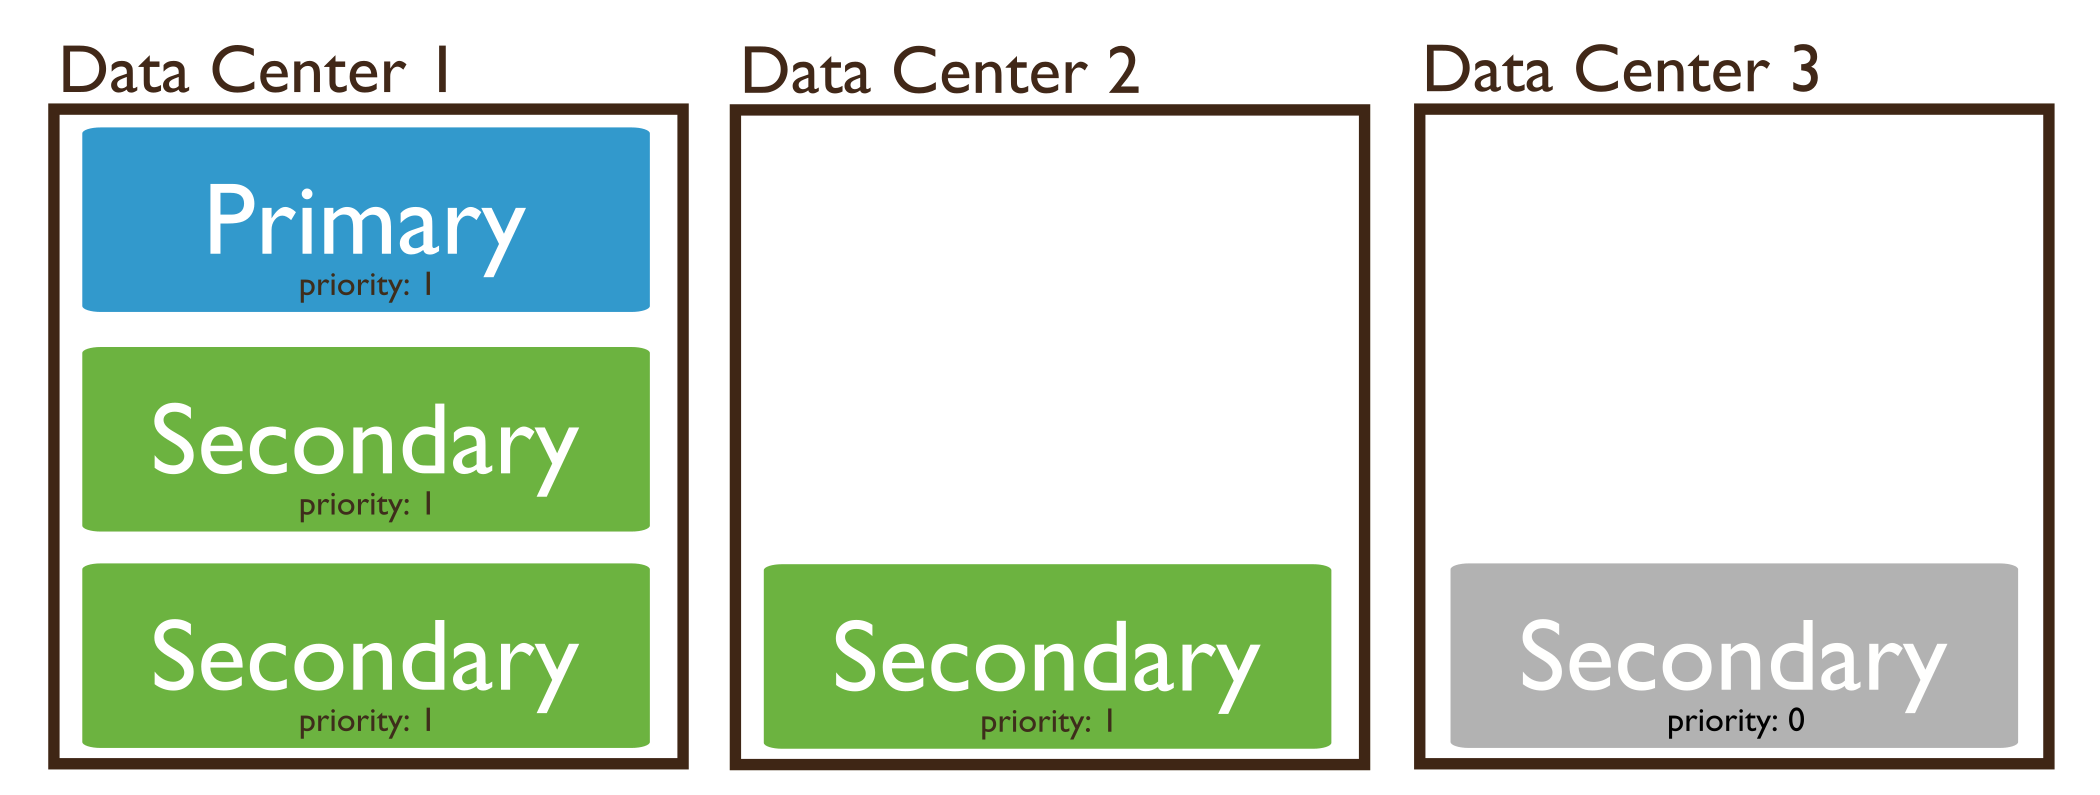 Data Center 1
Primary
priority: 1
Secondary
priority: 1
Secondary
priority: 1
Data Center 2
Secondary
priority: 1
Data Center 3
Secondary
priority: 0